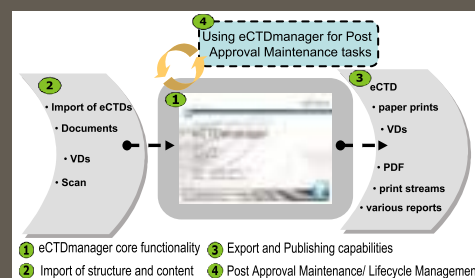 4
Using eCTDmanager for Post
Approval Maintenance tasks
2
• Import of eCTDs
• Documents
• VDs
• Scan
1
eCTDmanager
3
eCTD
• paper prints
• VDs
• PDF
• print streams
• various reports
1 eCTDmanager core functionality
3 Export and Publishing capabilities
2 Import of structure and content
4 Post Approval Maintenance/ Lifecycle Managemen